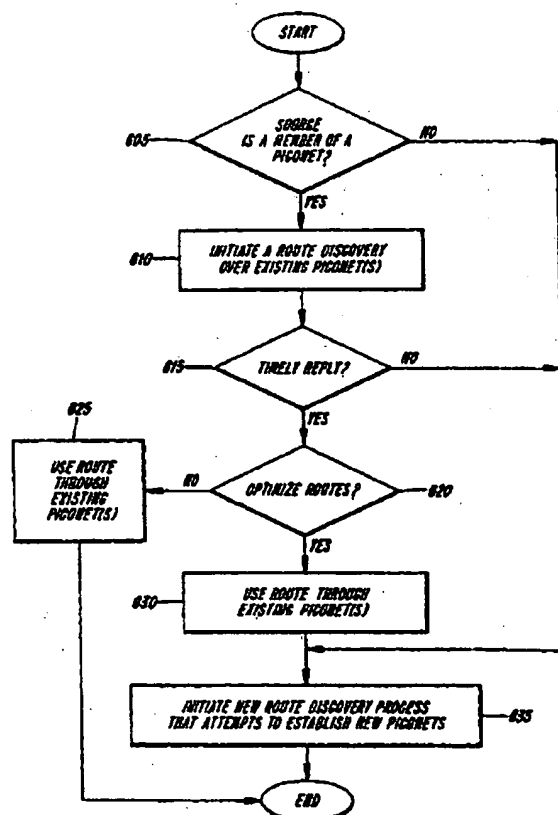 START
SOURCE
IS A MEMBER OF A
PICONET?
605
NO
YES
INITIATE A ROUTE DISCOVERY
OVER EXISTING PICONET(S)
610
TIMELY REPLY?
615
NO
YES
625
USE ROUTE
THROUGH
EXISTING
PICONET(S)
NO
OPTIMIZE ROUTES?
620
YES
USE ROUTE THROUGH
EXISTING PICONET(S)
630
INITIATE NEW ROUTE DISCOVERY PROCESS
THAT ATTEMPTS TO ESTABLISH NEW PICONETS
635
END